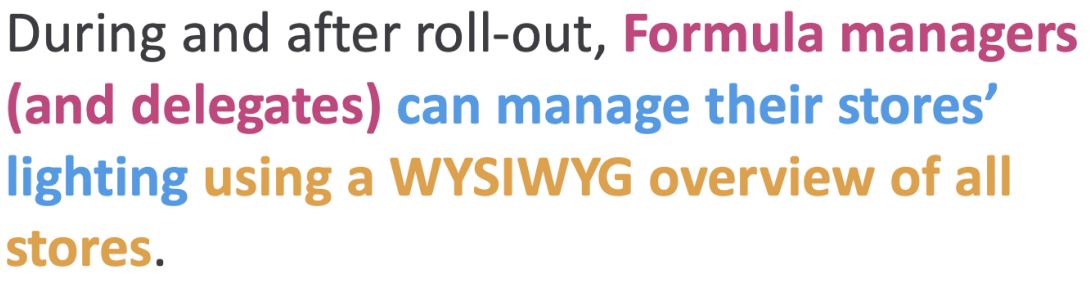 During and after roll-out, Formula managers
(and delegates) can manage their stores’
lighting using a WYSIWYG overview of all
stores.